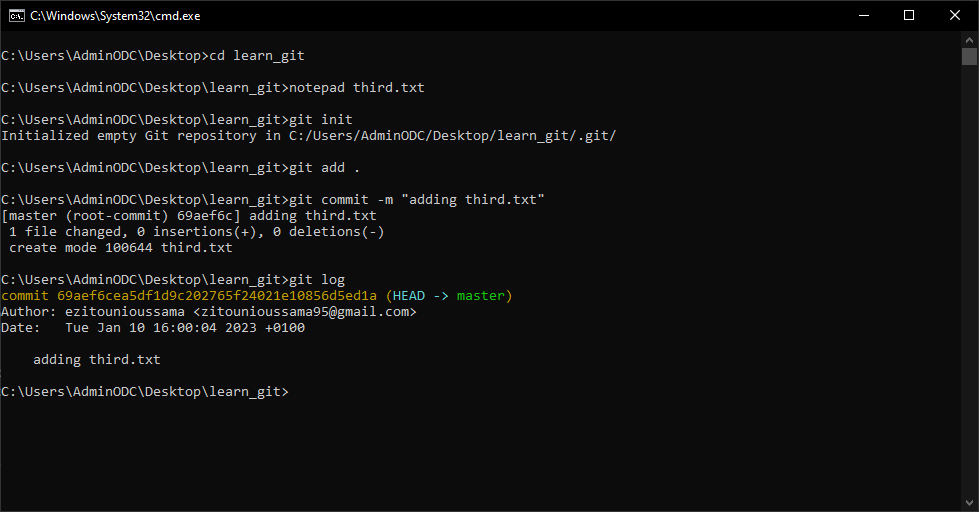 C:\Windows\System32\cmd.exe
C:\Users\AdminODC\Desktop>cd learn_git
C:\Users\AdminODC\Desktop\learn_git>notepad third.txt
C:\Users\AdminODC\Desktop\learn_git>git init
Initialized empty Git repository in C:/Users/AdminODC/Desktop/learn_git/.git/
C:\Users\AdminODC\Desktop\learn_git>git add .
C:\Users\AdminODC\Desktop\learn_git>git commit -m "adding third.txt"
[master (root-commit) 69aef6c] adding third.txt
 1 file changed, 0 insertions(+), 0 deletions(-)
 create mode 100644 third.txt
C:\Users\AdminODC\Desktop\learn_git>git log
commit 69aef6cea5df1d9c202765f24021e10856d5ed1a (HEAD -> master)
Author: ezitounioussama <zitounioussama95@gmail.com>
Date:   Tue Jan 10 16:00:04 2023 +0100
    adding third.txt
C:\Users\AdminODC\Desktop\learn_git>